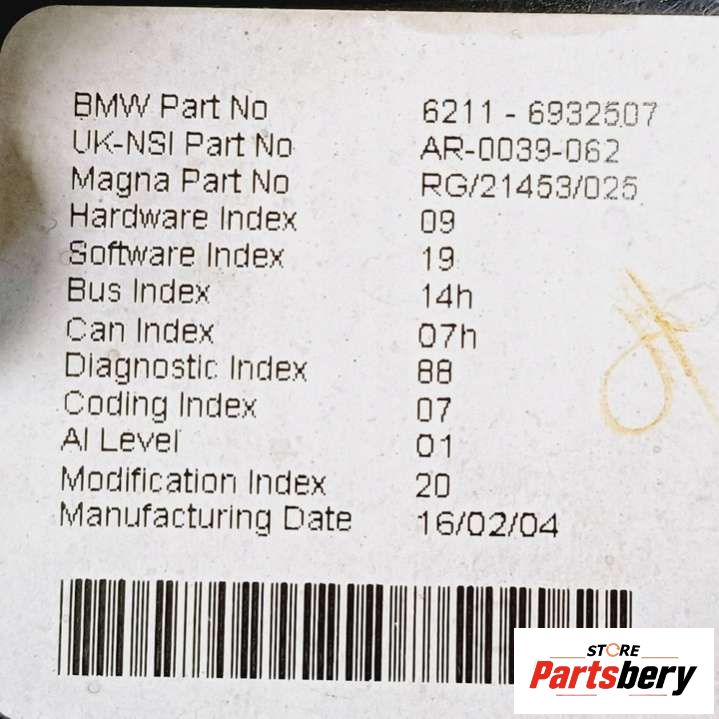 BMW Part No 6211 - 6932507
UK-NSI Part No AR-0039-062
Magna Part No RG/21453/025
Hardware Index 09
Software Index 19
Bus Index 14h
Can Index 07h
Diagnostic Index 88
Coding Index 07
AI Level 01
Modification Index 20
Manufacturing Date 16/02/04
STORE
Partsbery